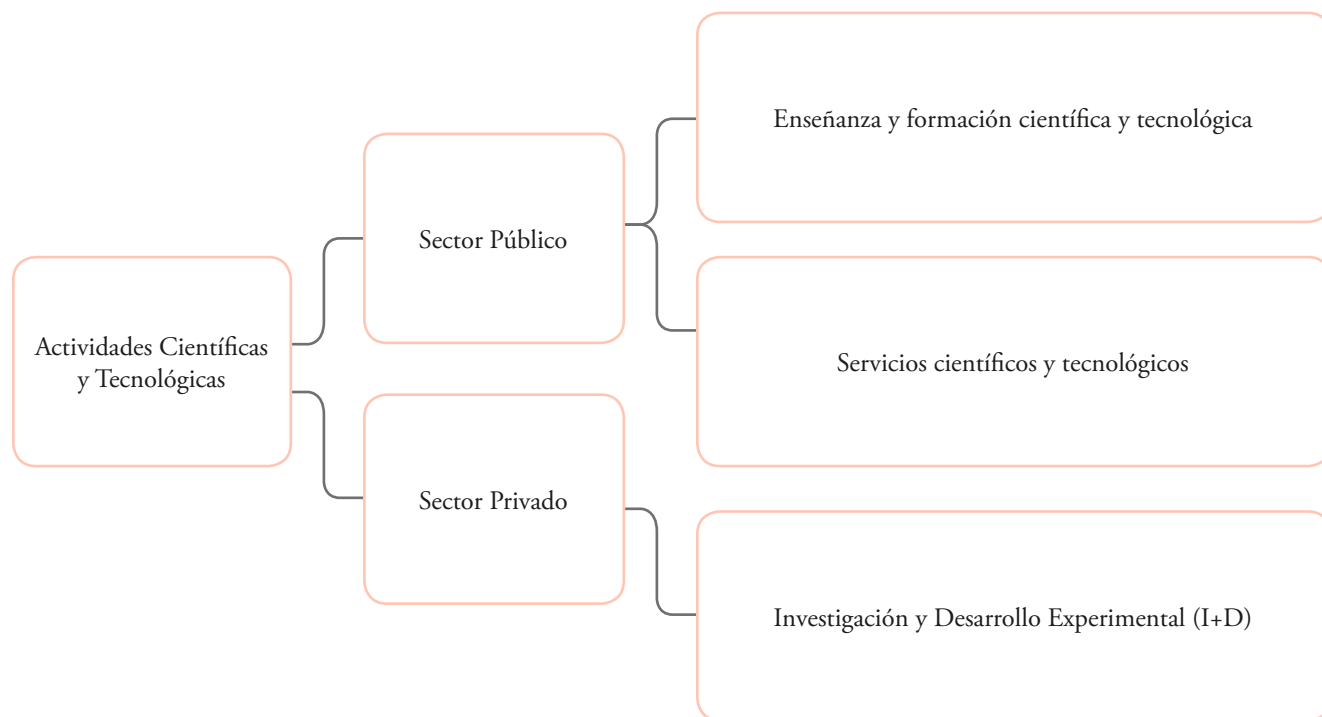 Actividades Científicas
y Tecnológicas
Sector Público
Sector Privado
Enseñanza y formación científica y tecnológica
Servicios científicos y tecnológicos
Investigación y Desarrollo Experimental (I+D)